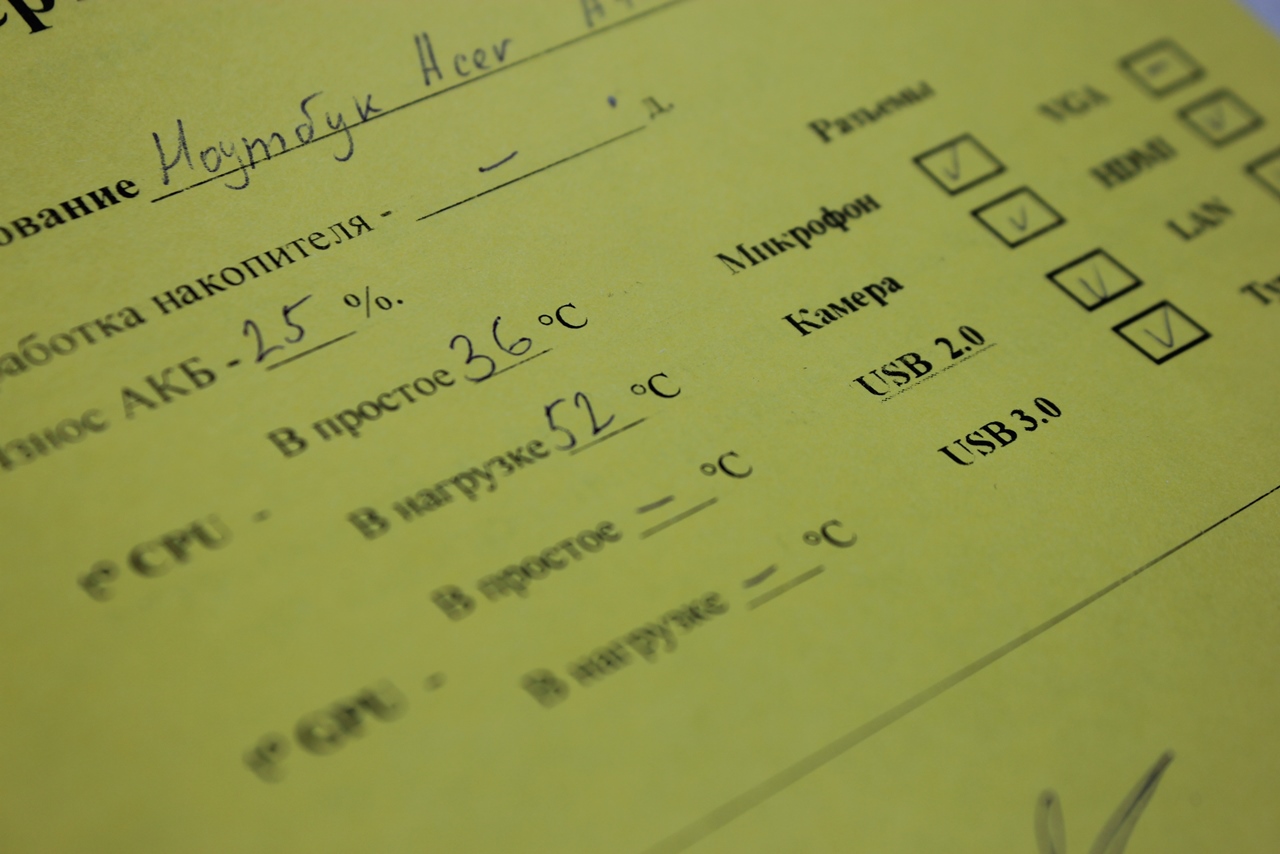 ование Ноутбук Acer
работка накопителя - – д.
Износ АКБ - 25 %.
t° CPU - В простое 36 °C
В нагрузке 52 °C
t° GPU - В простое – °C
В нагрузке – °C
Разъемы
Микрофон ✓ VGA –
Камера ✓ HDMI ✓
USB 2.0 ✓ LAN
USB 3.0 ✓